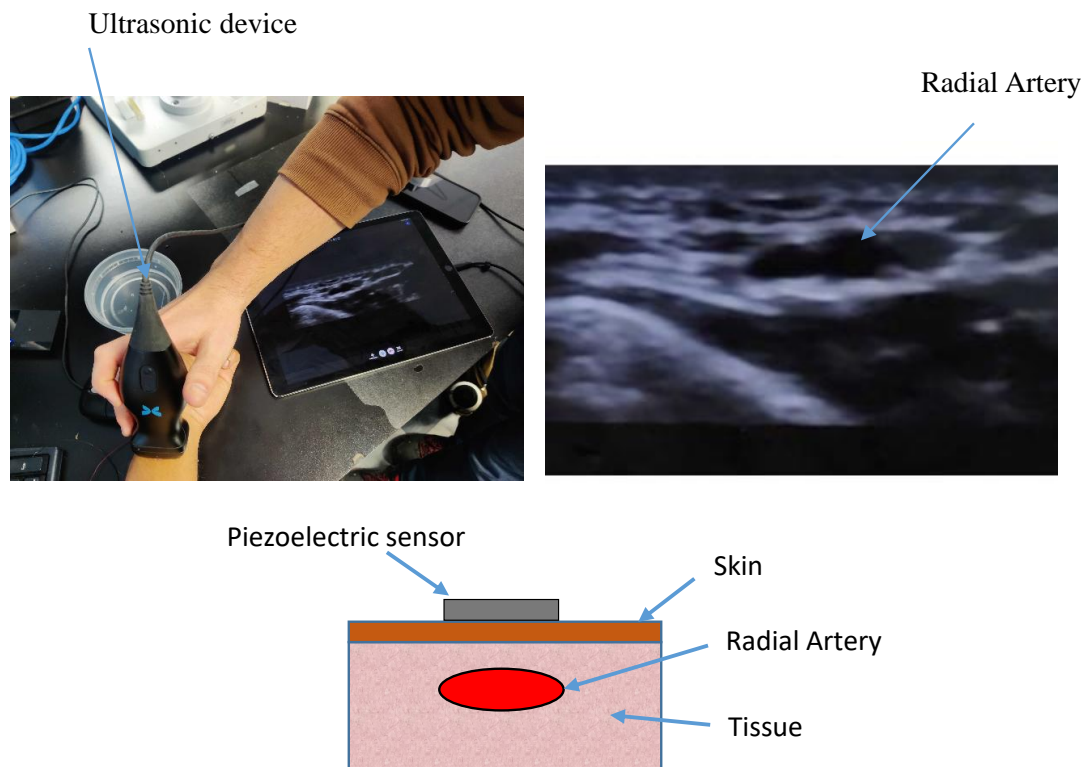 Ultrasonic device
Radial Artery
Piezoelectric sensor
Skin
Radial Artery
Tissue